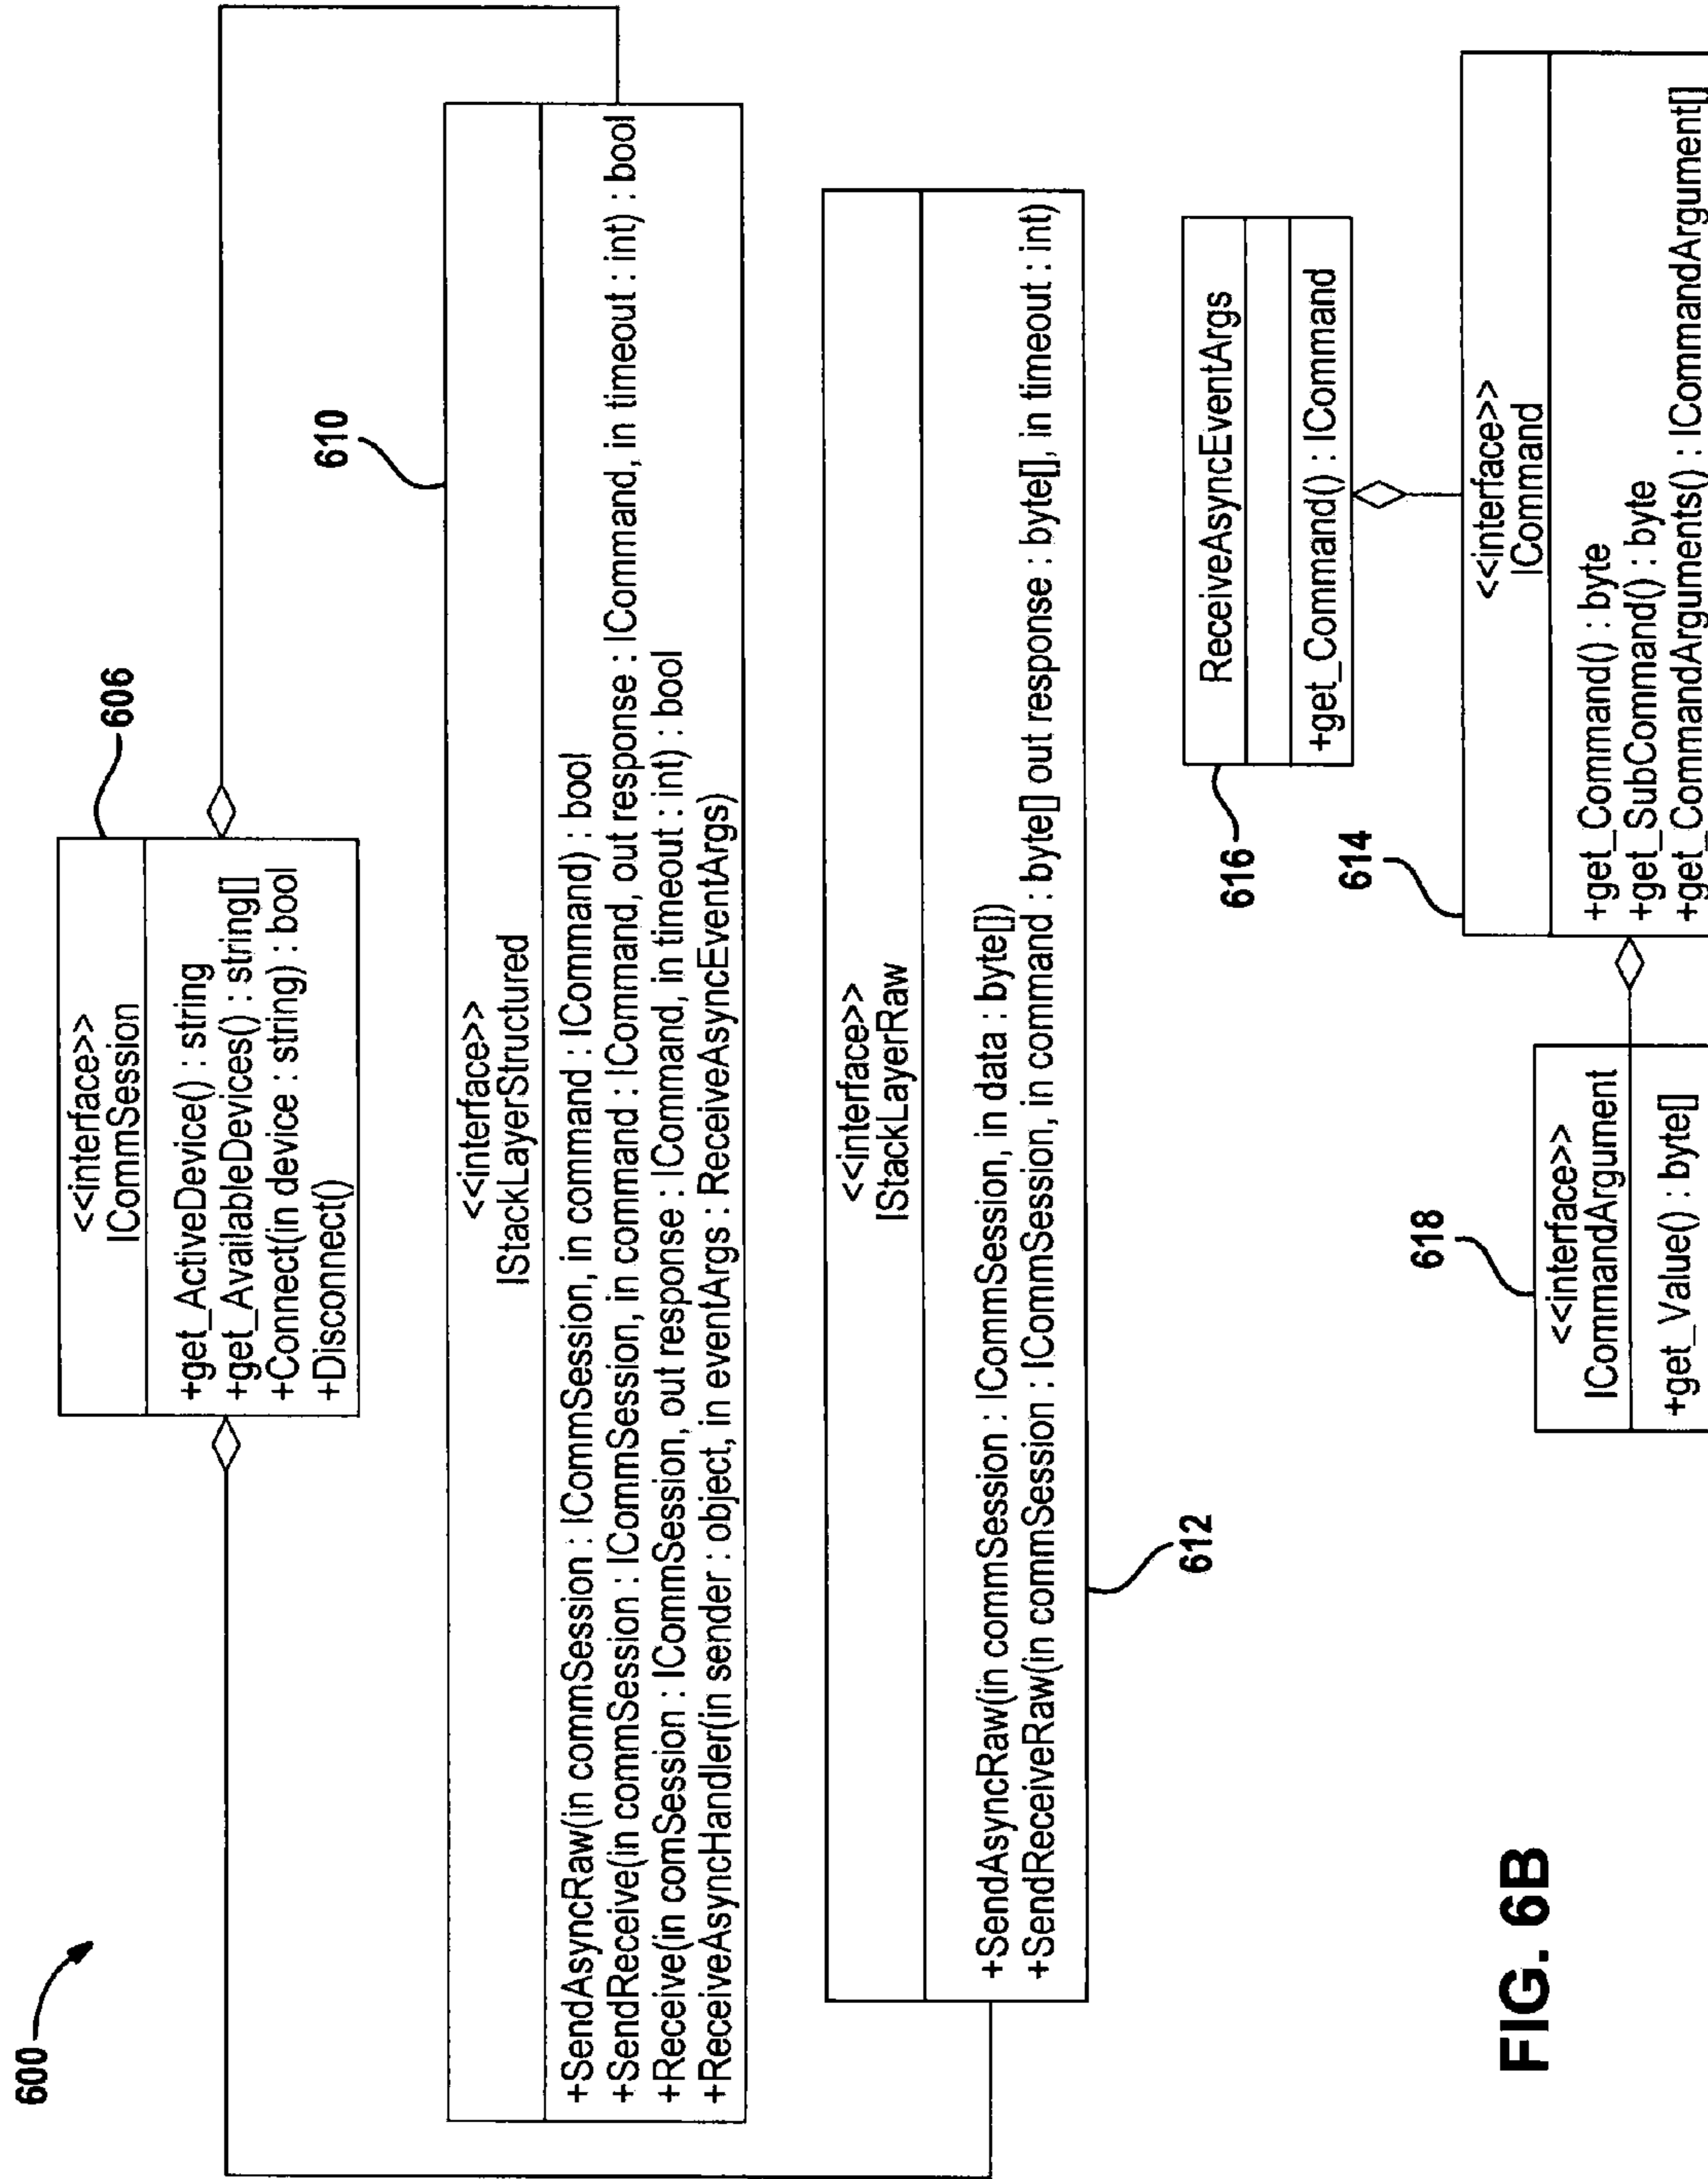 600
606
<<interface>>
ICommSession
+get_ActiveDevice() : string
+get_AvailableDevices() : string[]
+Connect(in device : string) : bool
+Disconnect()
610
<<interface>>
IStackLayerStructured
+SendAsyncRaw(in commSession : ICommSession, in command : ICommand) : bool
+SendReceive(in commSession : ICommSession, in command : ICommand, out response : ICommand, in timeout : int) : bool
+Receive(in comSession : ICommSession, out response : ICommand, in timeout : int) : bool
+ReceiveAsyncHandler(in sender : object, in eventArgs : ReceiveAsyncEventArgs)
<<interface>>
IStackLayerRaw
+SendAsyncRaw(in commSession : ICommSession, in data : byte[])
+SendReceiveRaw(in commSession : ICommSession, in command : byte[] out response : byte[], in timeout : int)
612
616
ReceiveAsyncEventArgs
+get_Command() : ICommand
614
<<interface>>
ICommand
+get_Command() : byte
+get_SubCommand() : byte
+get_CommandArguments() : ICommandArgument[]
618
<<interface>>
ICommandArgument
+get_Value() : byte[]
FIG. 6B